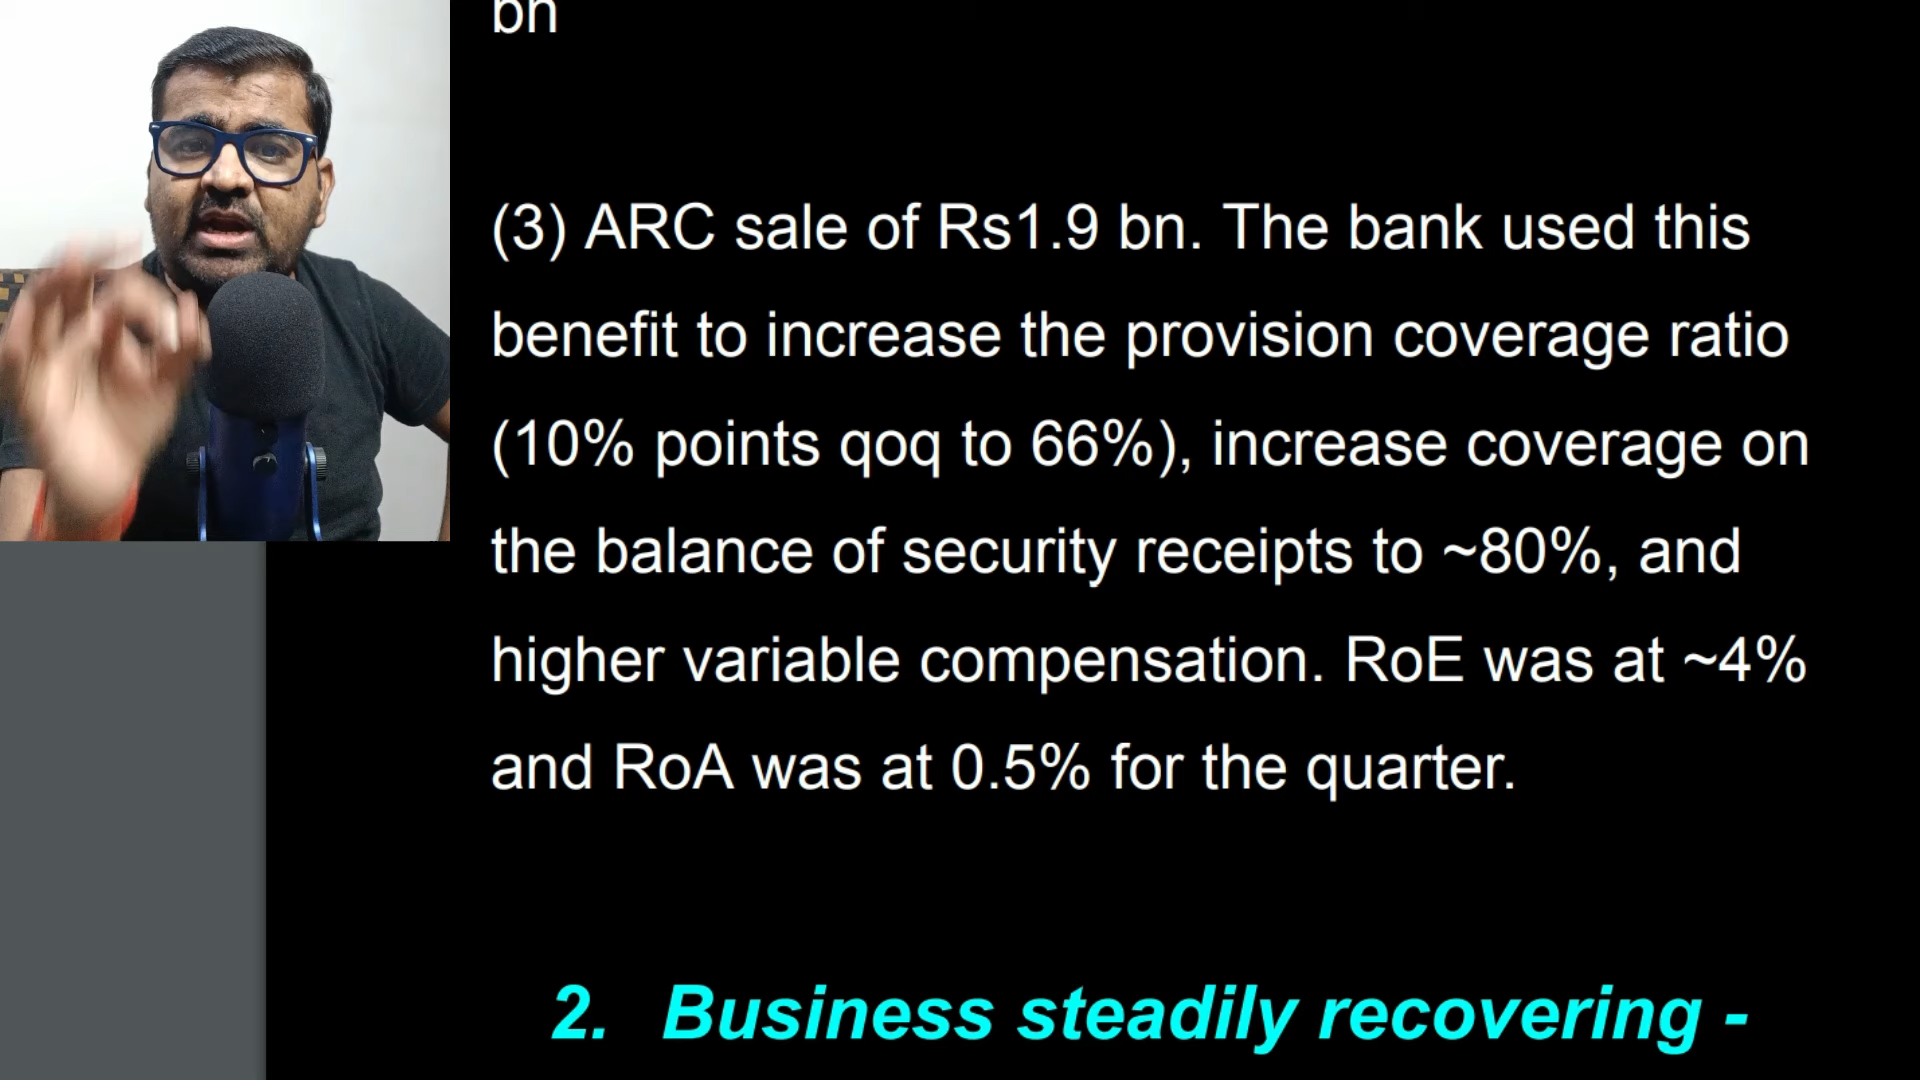 bn
(3) ARC sale of Rs1.9 bn. The bank used this
benefit to increase the provision coverage ratio
(10% points qoq to 66%), increase coverage on
the balance of security receipts to ~80%, and
higher variable compensation. RoE was at ~4%
and RoA was at 0.5% for the quarter.
2. Business steadily recovering -